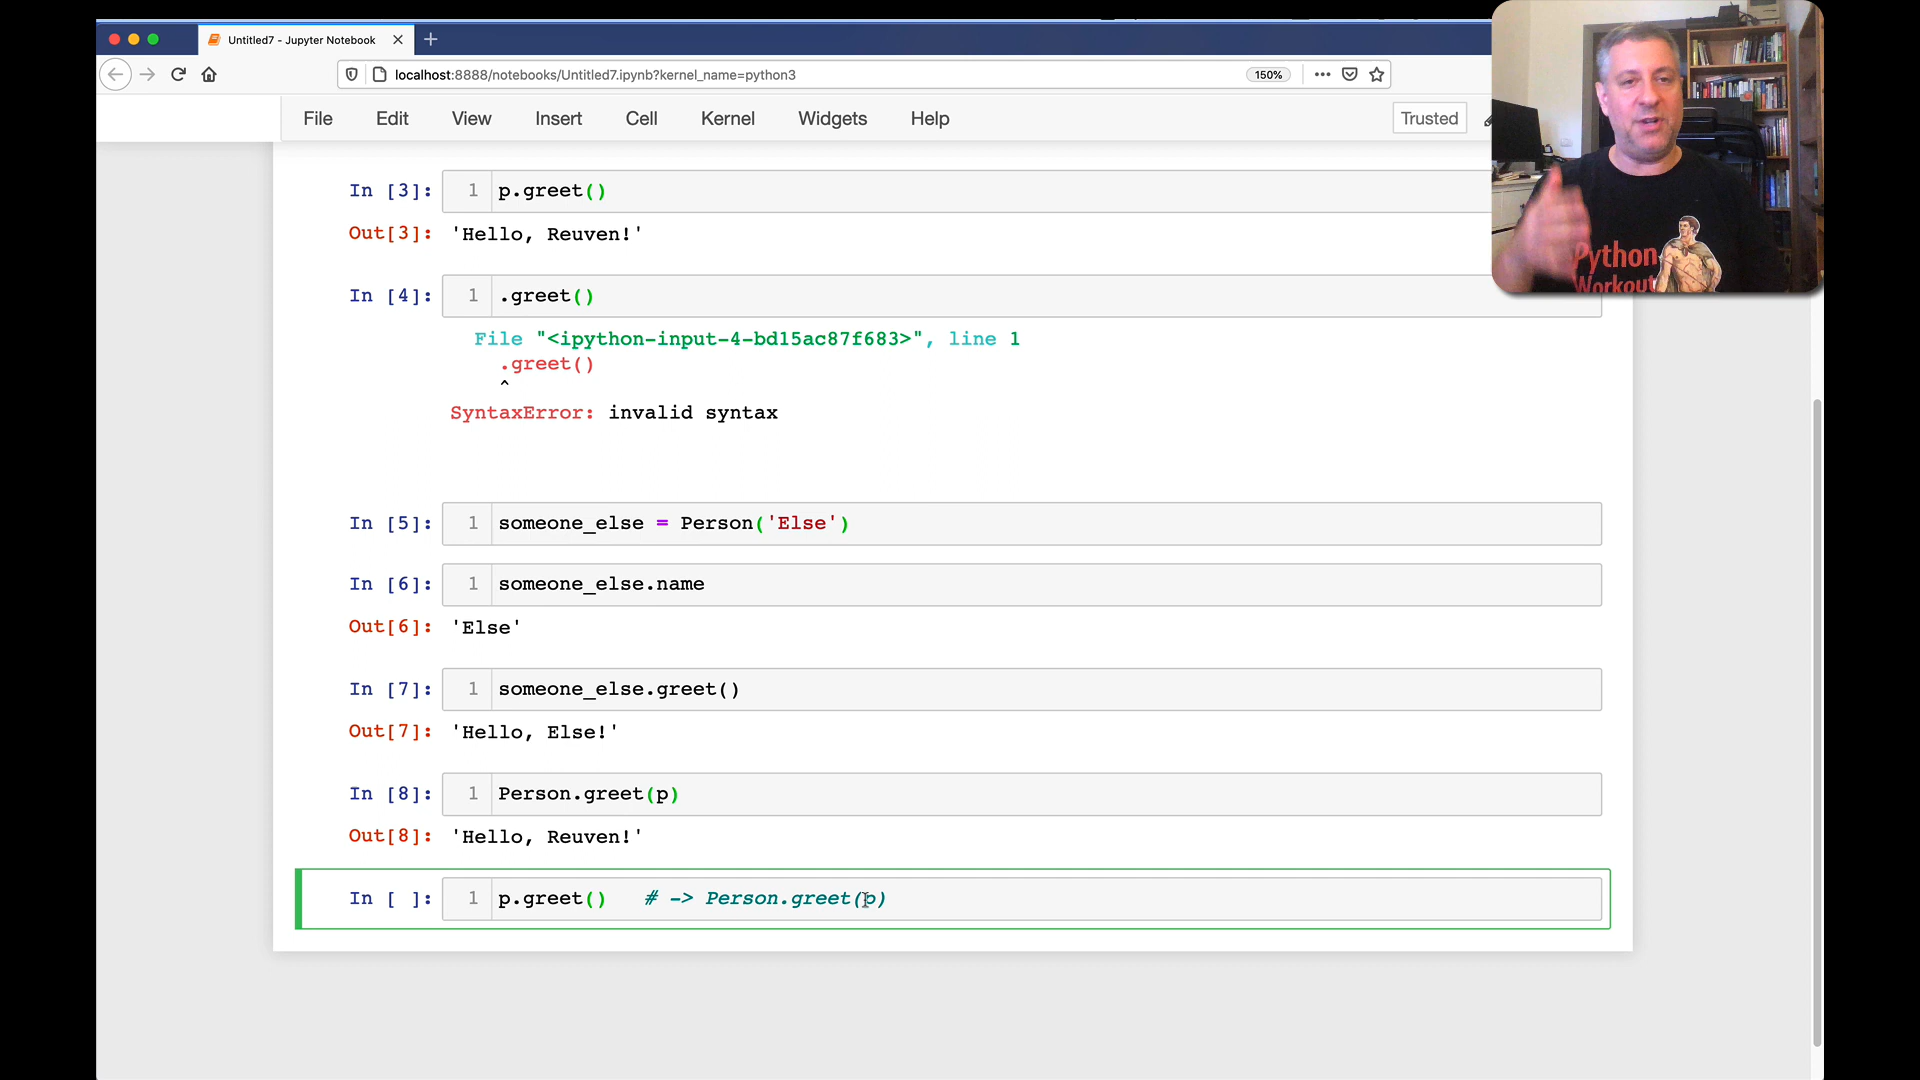 Untitled7 - Jupyter Notebook
localhost:8888/notebooks/Untitled7.ipynb?kernel_name=python3
150%
File Edit View Insert Cell Kernel Widgets Help
Trusted
In [3]: 1 p.greet()
Out[3]: 'Hello, Reuven!'
In [4]: 1 .greet()
File "<ipython-input-4-bd15ac87f683>", line 1
.greet()
^
SyntaxError: invalid syntax
In [5]: 1 someone_else = Person('Else')
In [6]: 1 someone_else.name
Out[6]: 'Else'
In [7]: 1 someone_else.greet()
Out[7]: 'Hello, Else!'
In [8]: 1 Person.greet(p)
Out[8]: 'Hello, Reuven!'
In [ ]: 1 p.greet() # -> Person.greet(p)
Python
Workout